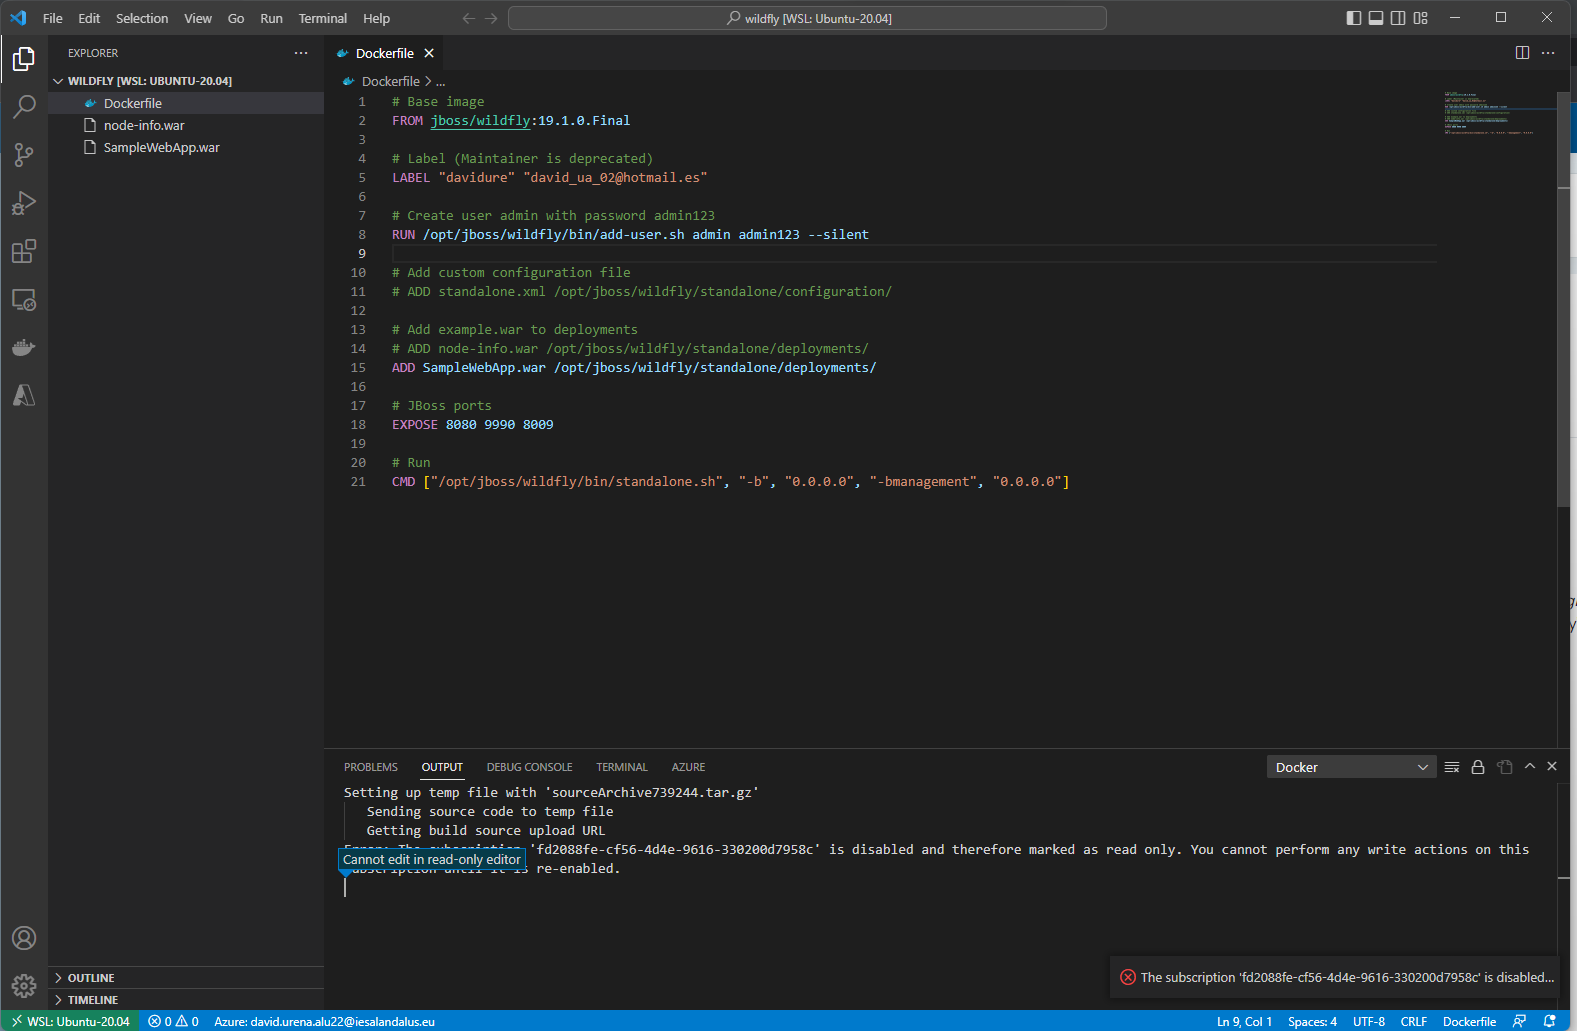 File Edit Selection View Go Run Terminal Help
wildfly [WSL: Ubuntu-20.04]
EXPLORER
WILDFLY [WSL: UBUNTU-20.04]
Dockerfile
node-info.war
SampleWebApp.war
Dockerfile
Dockerfile > ...
1 # Base image
2 FROM jboss/wildfly:19.1.0.Final
3
4 # Label (Maintainer is deprecated)
5 LABEL "davidure" "david_ua_02@hotmail.es"
6
7 # Create user admin with password admin123
8 RUN /opt/jboss/wildfly/bin/add-user.sh admin admin123 --silent
9
10 # Add custom configuration file
11 # ADD standalone.xml /opt/jboss/wildfly/standalone/configuration/
12
13 # Add example.war to deployments
14 # ADD node-info.war /opt/jboss/wildfly/standalone/deployments/
15 ADD SampleWebApp.war /opt/jboss/wildfly/standalone/deployments/
16
17 # JBoss ports
18 EXPOSE 8080 9990 8009
19
20 # Run
21 CMD ["/opt/jboss/wildfly/bin/standalone.sh", "-b", "0.0.0.0", "-bmanagement", "0.0.0.0"]
PROBLEMS OUTPUT DEBUG CONSOLE TERMINAL AZURE
Docker
Setting up temp file with 'sourceArchive739244.tar.gz'
Sending source code to temp file
Getting build source upload URL
'fd2088fe-cf56-4d4e-9616-330200d7958c' is disabled and therefore marked as read only. You cannot perform any write actions on this
Cannot edit in read-only editor
re-enabled.
The subscription 'fd2088fe-cf56-4d4e-9616-330200d7958c' is disabled...
OUTLINE
TIMELINE
WSL: Ubuntu-20.04 0 0 Azure: david.urena.alu22@iesalandalus.eu Ln 9, Col 1 Spaces: 4 UTF-8 CRLF Dockerfile